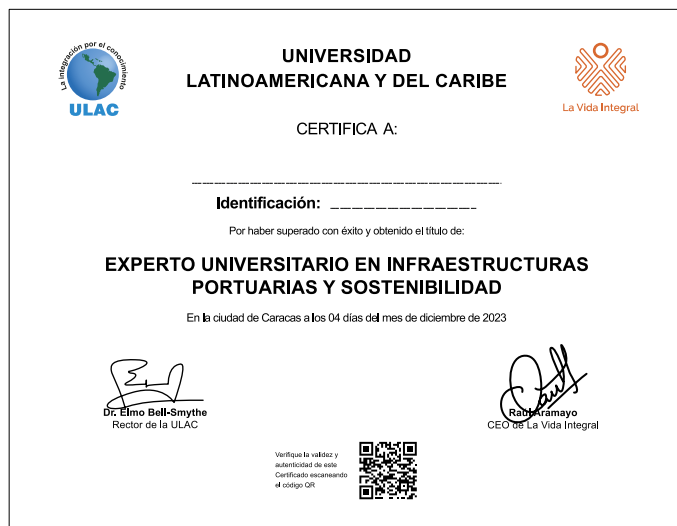 La integración por el conocimiento
ULAC
UNIVERSIDAD
LATINOAMERICANA Y DEL CARIBE
La Vida Integral
CERTIFICA A:
Identificación:
Por haber superado con éxito y obtenido el título de:
EXPERTO UNIVERSITARIO EN INFRAESTRUCTURAS
PORTUARIAS Y SOSTENIBILIDAD
En la ciudad de Caracas a los 04 días del mes de diciembre de 2023
Dr. Elmo Bell-Smythe
Rector de la ULAC
Raúl Aramayo
CEO de La Vida Integral
Verifique la validez y
autenticidad de este
Certificado escaneando
el código QR